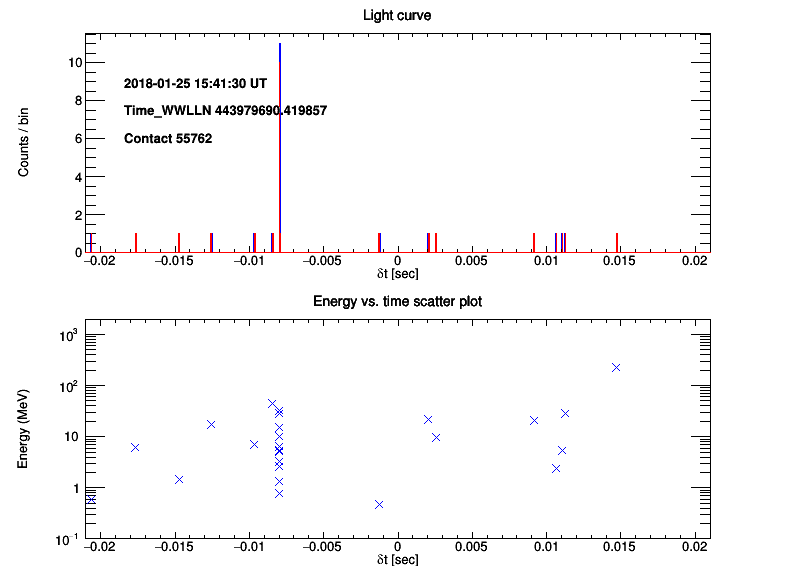 Light curve
Counts / bin
10
8
6
4
2
0
2018-01-25 15:41:30 UT
Time_WWLLN 443979690.419857
Contact 55762
−0.02 −0.015 −0.01 −0.005 0 0.005 0.01 0.015 0.02
δt [sec]
Energy vs. time scatter plot
Energy (MeV)
10³
10²
10
1
10⁻¹
−0.02 −0.015 −0.01 −0.005 0 0.005 0.01 0.015 0.02
δt [sec]